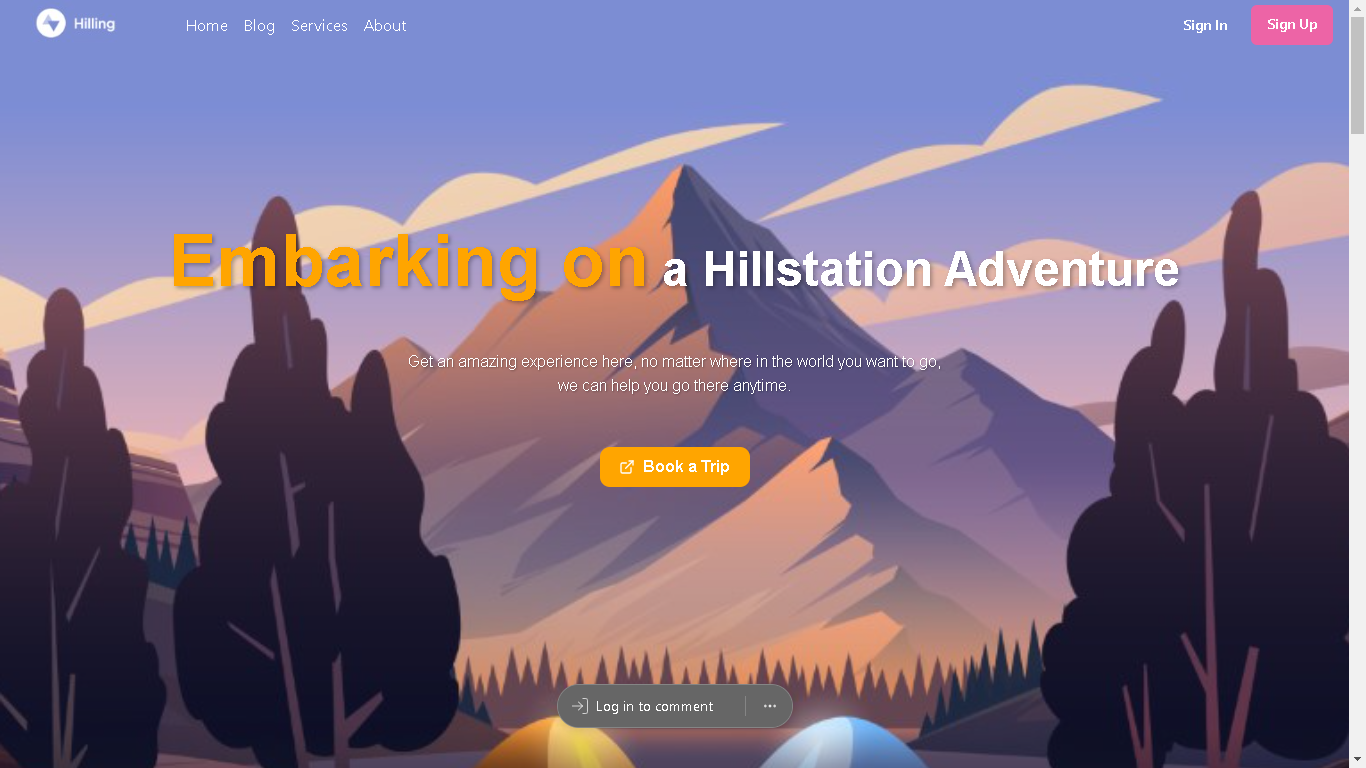 Hilling
Home Blog Services About
Sign In
Sign Up
Embarking on a Hillstation Adventure
Get an amazing experience here, no matter where in the world you want to go,
we can help you go there anytime.
Book a Trip
Log in to comment